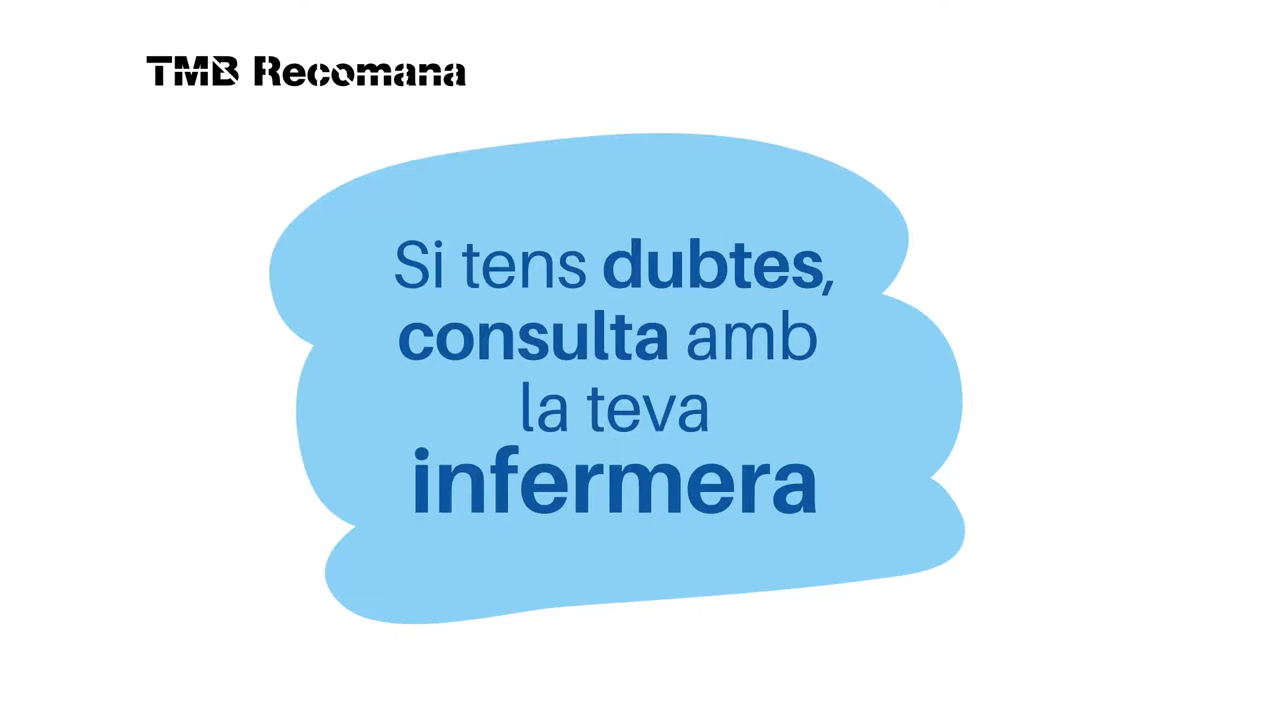 TMB Recomana
Si tens dubtes,
consulta amb
la teva
infermera